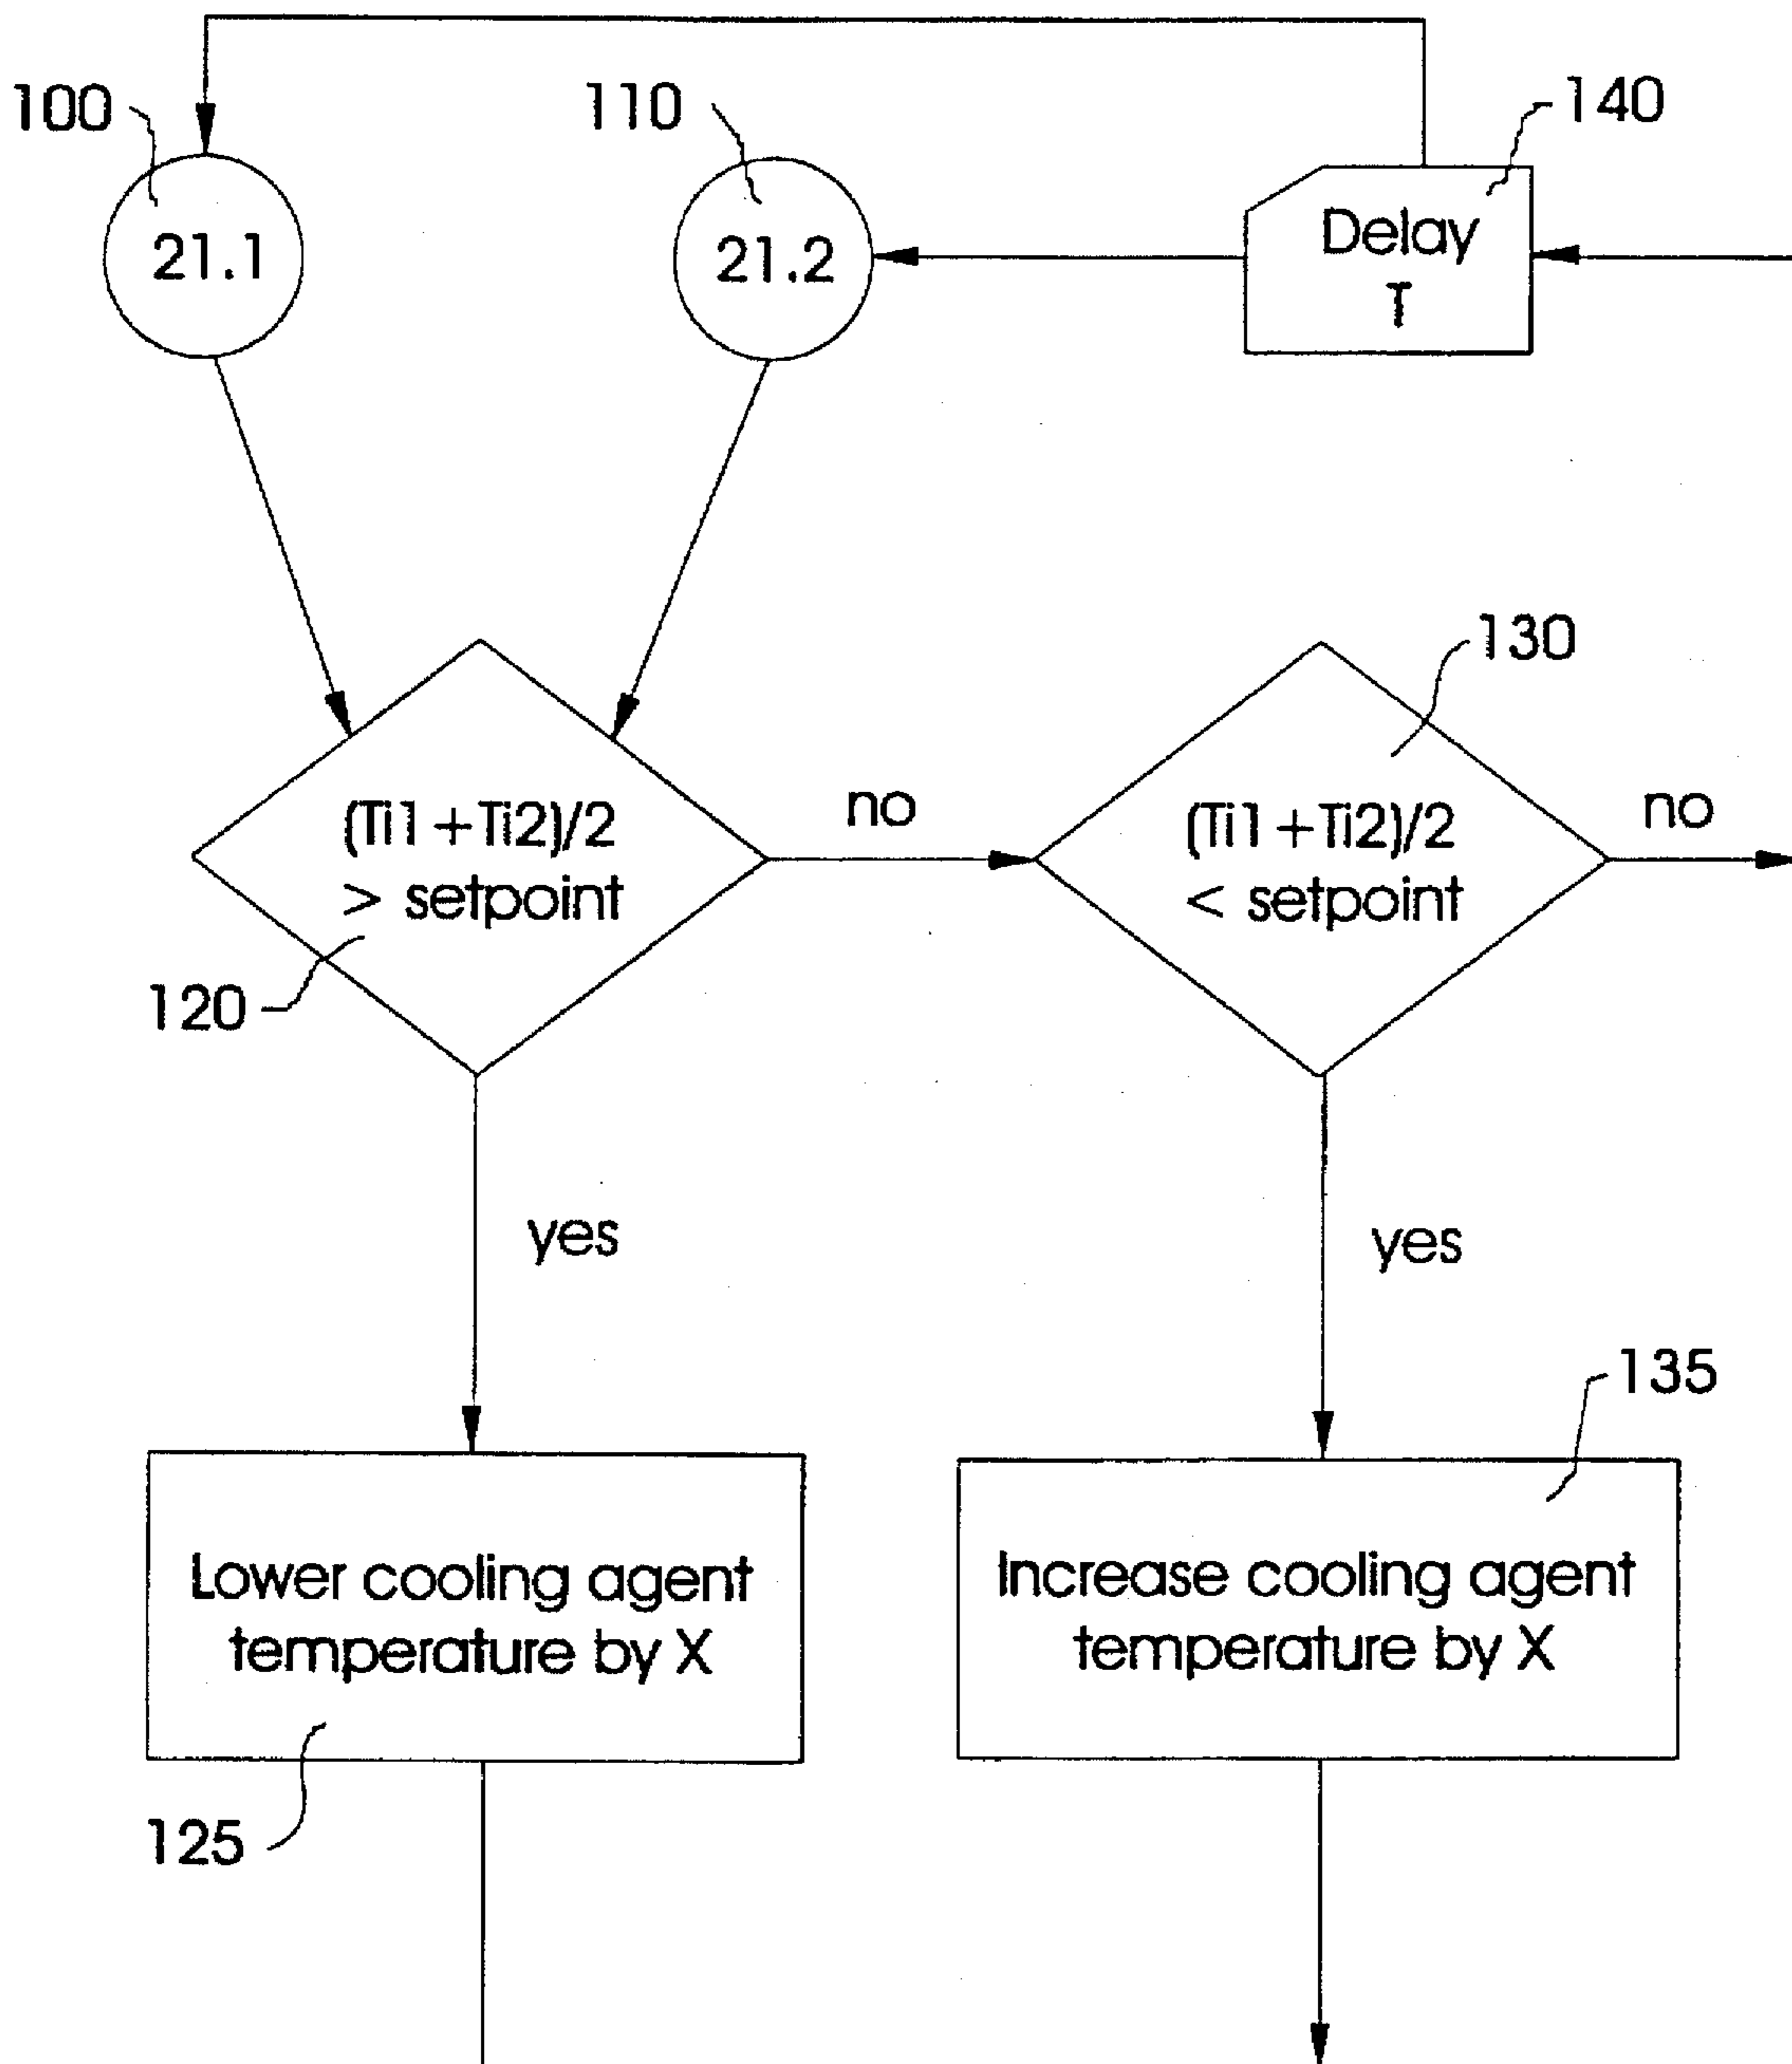 100
110
140
21.1
21.2
Delay
T
130
(Ti1+Ti2)/2
> setpoint
no
(Ti1+Ti2)/2
< setpoint
no
120
yes
yes
135
Lower cooling agent
temperature by X
Increase cooling agent
temperature by X
125